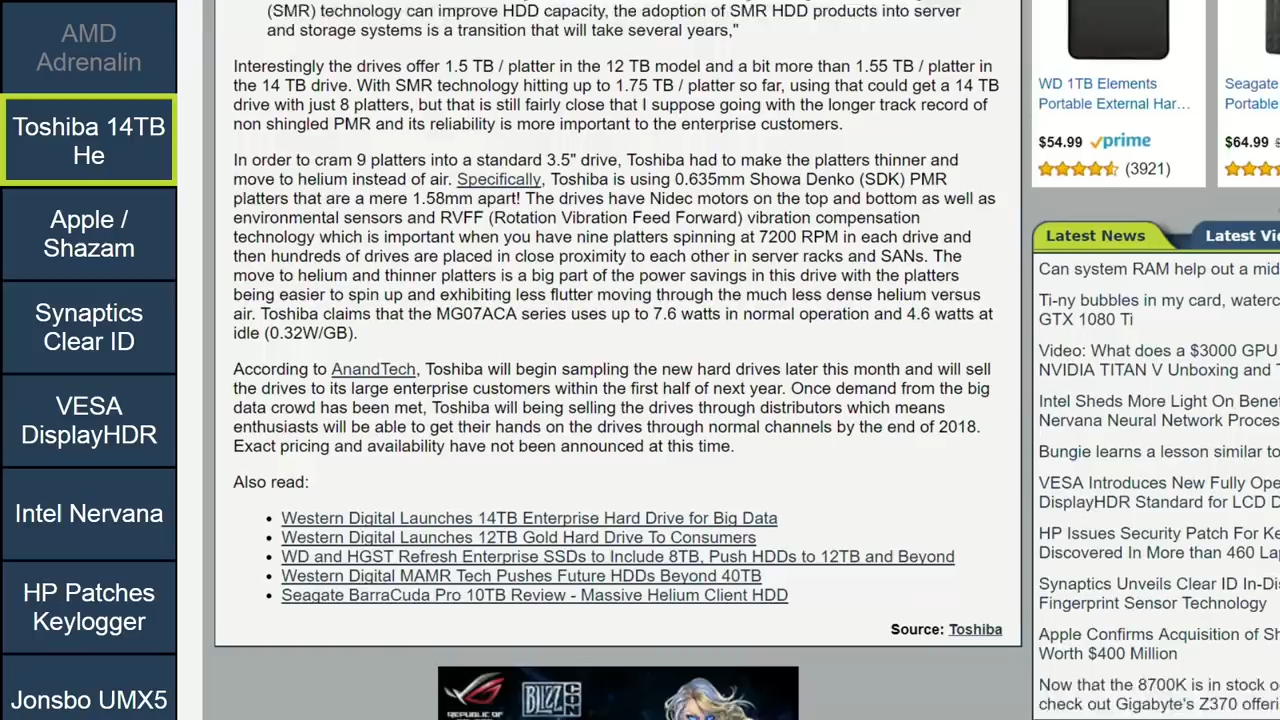 AMD
Adrenalin
Toshiba 14TB
He
Apple /
Shazam
Synaptics
Clear ID
VESA
DisplayHDR
Intel Nervana
HP Patches
Keylogger
Jonsbo UMX5
(SMR) technology can improve HDD capacity, the adoption of SMR HDD products into server
and storage systems is a transition that will take several years,"
Interestingly the drives offer 1.5 TB / platter in the 12 TB model and a bit more than 1.55 TB / platter in
the 14 TB drive. With SMR technology hitting up to 1.75 TB / platter so far, using that could get a 14 TB
drive with just 8 platters, but that is still fairly close that I suppose going with the longer track record of
non shingled PMR and its reliability is more important to the enterprise customers.
In order to cram 9 platters into a standard 3.5" drive, Toshiba had to make the platters thinner and
move to helium instead of air. Specifically, Toshiba is using 0.635mm Showa Denko (SDK) PMR
platters that are a mere 1.58mm apart! The drives have Nidec motors on the top and bottom as well as
environmental sensors and RVFF (Rotation Vibration Feed Forward) vibration compensation
technology which is important when you have nine platters spinning at 7200 RPM in each drive and
then hundreds of drives are placed in close proximity to each other in server racks and SANs. The
move to helium and thinner platters is a big part of the power savings in this drive with the platters
being easier to spin up and exhibiting less flutter moving through the much less dense helium versus
air. Toshiba claims that the MG07ACA series uses up to 7.6 watts in normal operation and 4.6 watts at
idle (0.32W/GB).
According to AnandTech, Toshiba will begin sampling the new hard drives later this month and will sell
the drives to its large enterprise customers within the first half of next year. Once demand from the big
data crowd has been met, Toshiba will being selling the drives through distributors which means
enthusiasts will be able to get their hands on the drives through normal channels by the end of 2018.
Exact pricing and availability have not been announced at this time.
Also read:
Western Digital Launches 14TB Enterprise Hard Drive for Big Data
Western Digital Launches 12TB Gold Hard Drive To Consumers
WD and HGST Refresh Enterprise SSDs to Include 8TB, Push HDDs to 12TB and Beyond
Western Digital MAMR Tech Pushes Future HDDs Beyond 40TB
Seagate BarraCuda Pro 10TB Review - Massive Helium Client HDD
Source: Toshiba
REPUBLIC OF
BLIZZ
CON
WD 1TB Elements
Portable External Har...
$54.99 prime
(3921)
Seagate
Portable
$64.99
Latest News
Latest Vi
Can system RAM help out a mid
Ti-ny bubbles in my card, waterc
GTX 1080 Ti
Video: What does a $3000 GPU
NVIDIA TITAN V Unboxing and T
Intel Sheds More Light On Benef
Nervana Neural Network Proces
Bungie learns a lesson similar to
VESA Introduces New Fully Ope
DisplayHDR Standard for LCD D
HP Issues Security Patch For Ke
Discovered In More than 460 La
Synaptics Unveils Clear ID In-Dis
Fingerprint Sensor Technology
Apple Confirms Acquisition of Sh
Worth $400 Million
Now that the 8700K is in stock o
check out Gigabyte's Z370 offeri